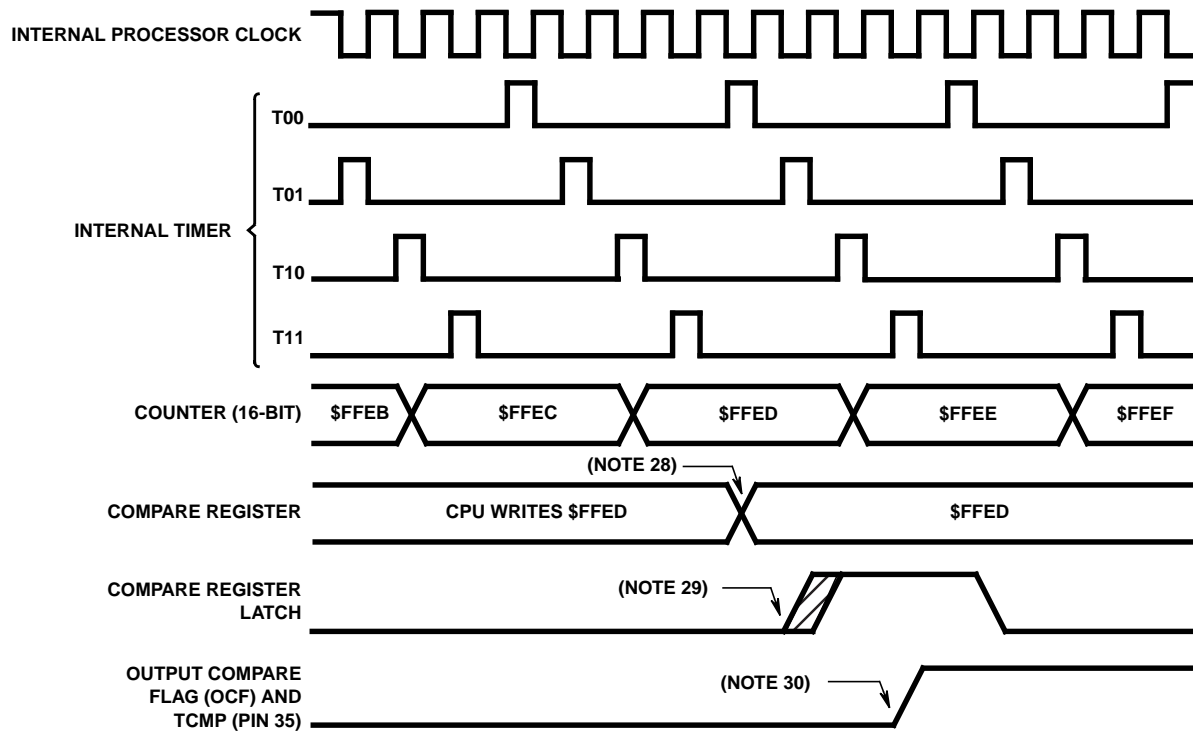 INTERNAL PROCESSOR CLOCK
T00
T01
INTERNAL TIMER
T10
T11
COUNTER (16-BIT)
$FFEB
$FFEC
$FFED
$FFEE
$FFEF
(NOTE 28)
COMPARE REGISTER
CPU WRITES $FFED
$FFED
COMPARE REGISTER
LATCH
(NOTE 29)
OUTPUT COMPARE
FLAG (OCF) AND
TCMP (PIN 35)
(NOTE 30)